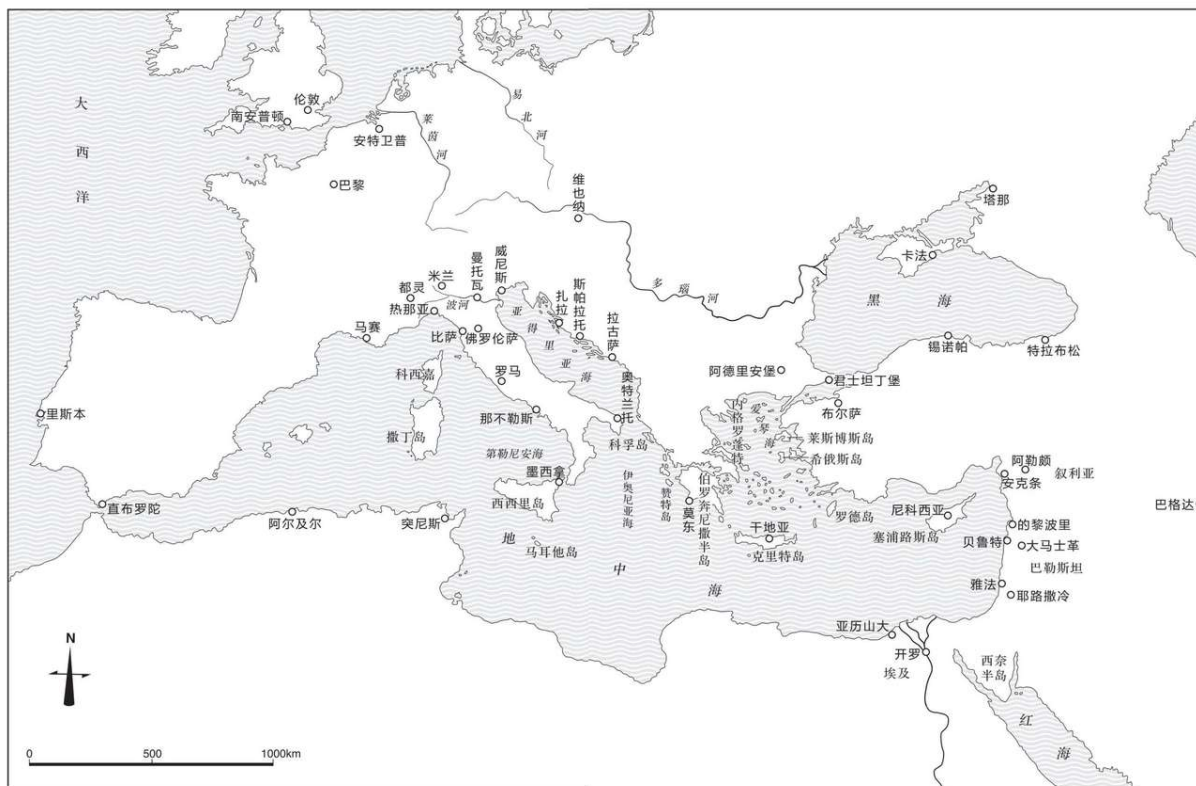 大西洋
伦敦
南安普顿
安特卫普
莱茵河
易北河
巴黎
维也纳
塔那
卡法
黑海
多瑙河
威尼斯
曼托瓦
米兰
都灵
热那亚
波河
斯帕拉托
扎拉
拉古萨
亚得里亚海
马赛
比萨
佛罗伦萨
锡诺帕
特拉布松
科西嘉
罗马
阿德里安堡
君士坦丁堡
布尔萨
里斯本
撒丁岛
那不勒斯
奥特兰托
科孚岛
内格罗蓬特
爱琴海
莱斯博斯岛
希俄斯岛
第勒尼安海
墨西拿
西西里岛
伊奥尼亚海
赞特岛
莫东
伯罗奔尼撒半岛
阿勒颇
安克条
叙利亚
直布罗陀
阿尔及尔
突尼斯
罗德岛
尼科西亚
塞浦路斯岛
巴格达
干地亚
克里特岛
的黎波里
贝鲁特
大马士革
巴勒斯坦
马耳他岛
地中海
雅法
耶路撒冷
亚历山大
开罗
埃及
西奈
半岛
红海
N
0 500 1000km